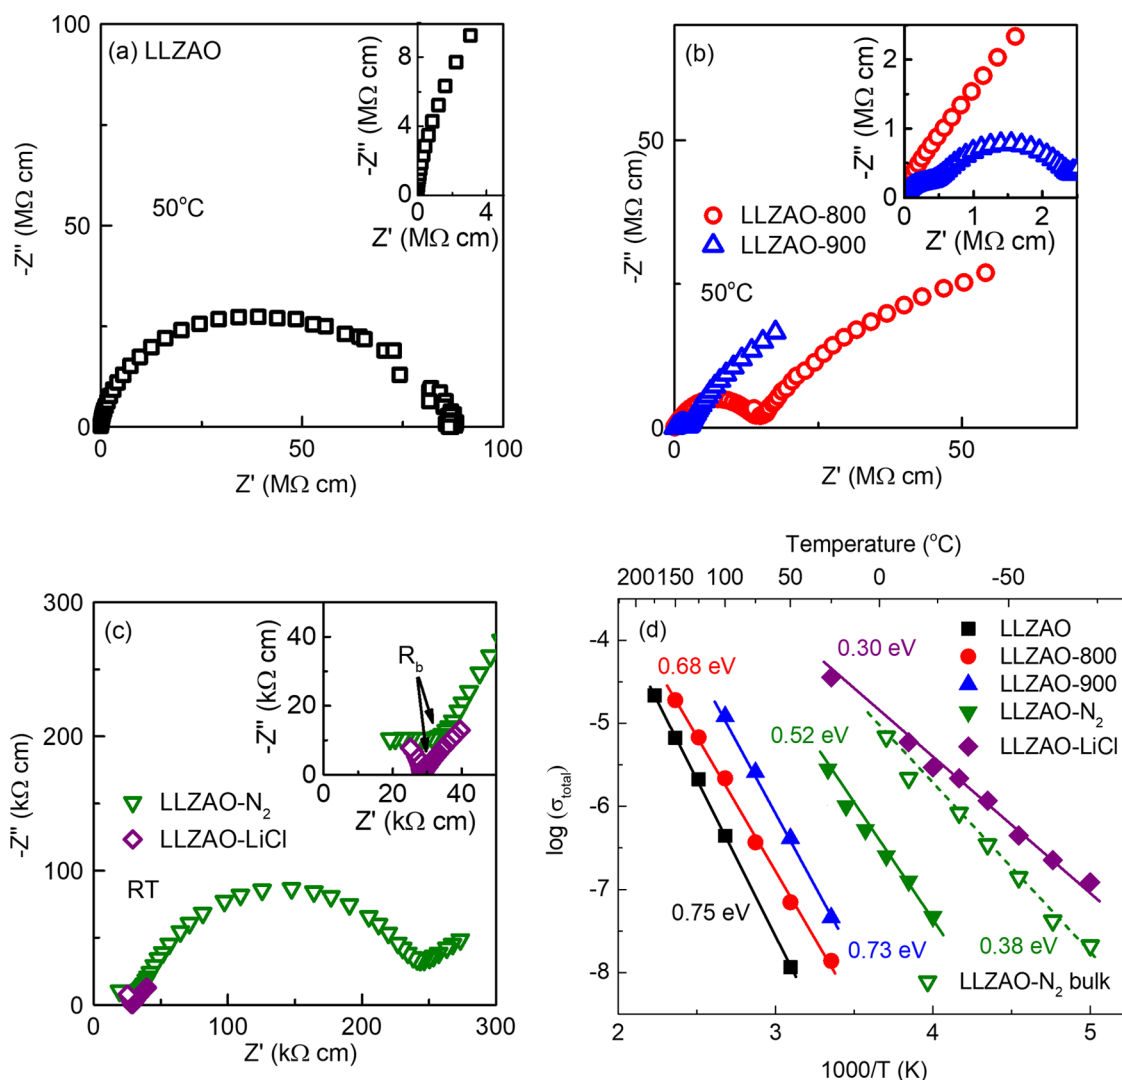 (a) LLZAO
100
50
0
-Z'' (MΩ cm)
50°C
0
50
100
Z' (MΩ cm)
8
4
0
-Z'' (MΩ cm)
0
4
Z' (MΩ cm)
(b)
50
0
-Z'' (MΩ cm)
LLZAO-800
LLZAO-900
50°C
0
50
Z' (MΩ cm)
2
1
0
-Z'' (MΩ cm)
0
1
2
Z' (MΩ cm)
(c)
300
200
100
0
-Z'' (kΩ cm)
LLZAO-N₂
LLZAO-LiCl
RT
0
100
200
300
Z' (kΩ cm)
R_b
40
20
0
-Z'' (kΩ cm)
0
20
40
Z' (kΩ cm)
Temperature (°C)
200
150
100
50
0
-50
(d)
-4
-5
-6
-7
-8
log (σ_total)
0.68 eV
0.30 eV
0.52 eV
0.75 eV
0.73 eV
0.38 eV
LLZAO
LLZAO-800
LLZAO-900
LLZAO-N₂
LLZAO-LiCl
LLZAO-N₂ bulk
2
3
4
5
1000/T (K)